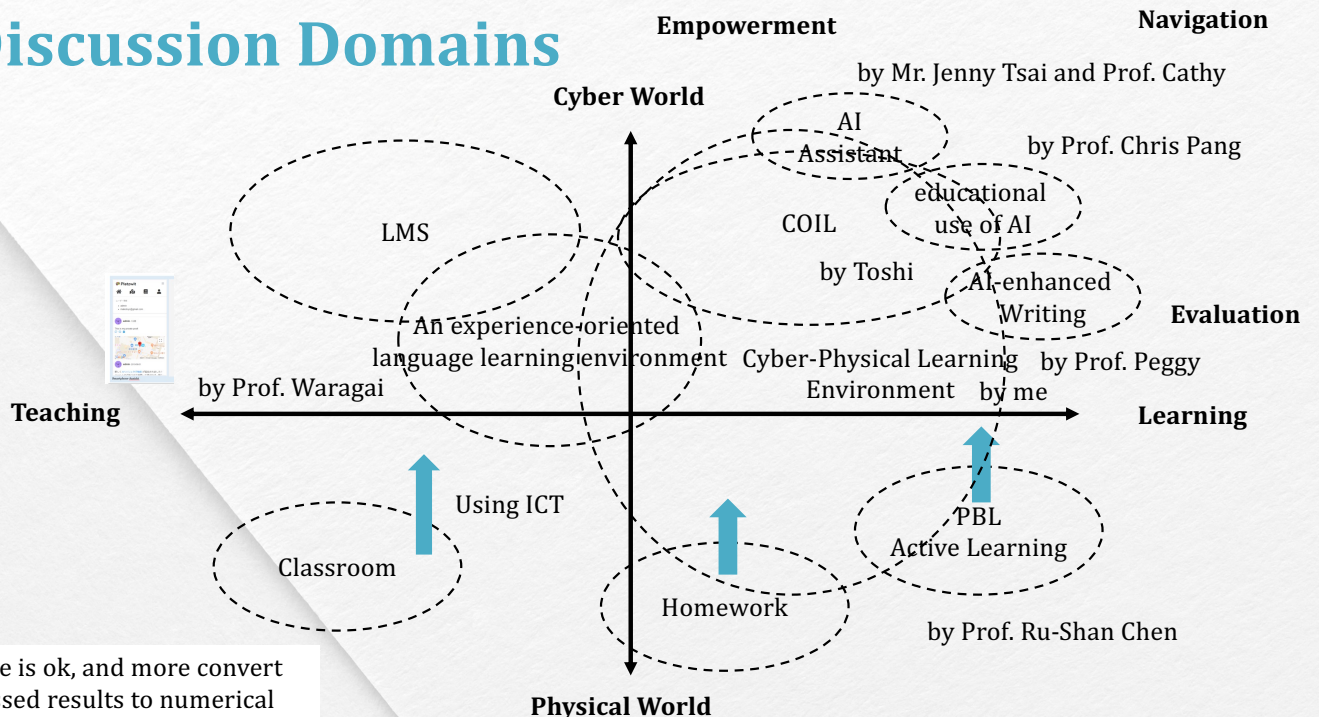 Discussion Domains
Empowerment
Navigation
by Mr. Jenny Tsai and Prof. Cathy
Cyber World
AI
Assistant
by Prof. Chris Pang
educational
use of AI
LMS
COIL
by Toshi
AI-enhanced
Writing
Evaluation
An experience-oriented
language learning environment
Cyber-Physical Learning
Environment
by Prof. Peggy
by me
by Prof. Waragai
Teaching
Learning
Using ICT
PBL
Active Learning
Classroom
Homework
by Prof. Ru-Shan Chen
e is ok, and more convert
ssed results to numerical
Physical World